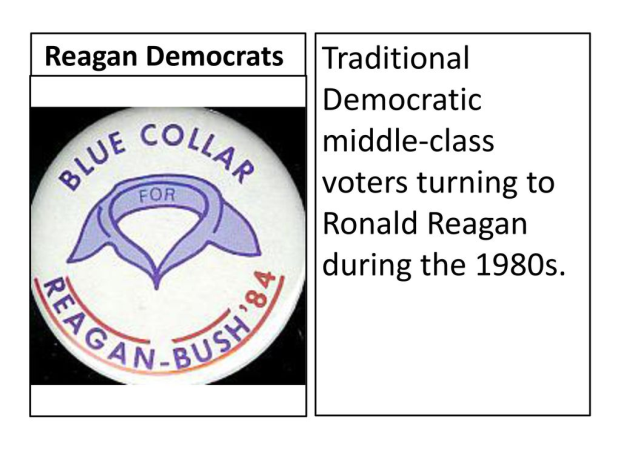 Reagan Democrats
BLUE COLLAR
FOR
REAGAN-BUSH '84
Traditional
Democratic
middle-class
voters turning to
Ronald Reagan
during the 1980s.